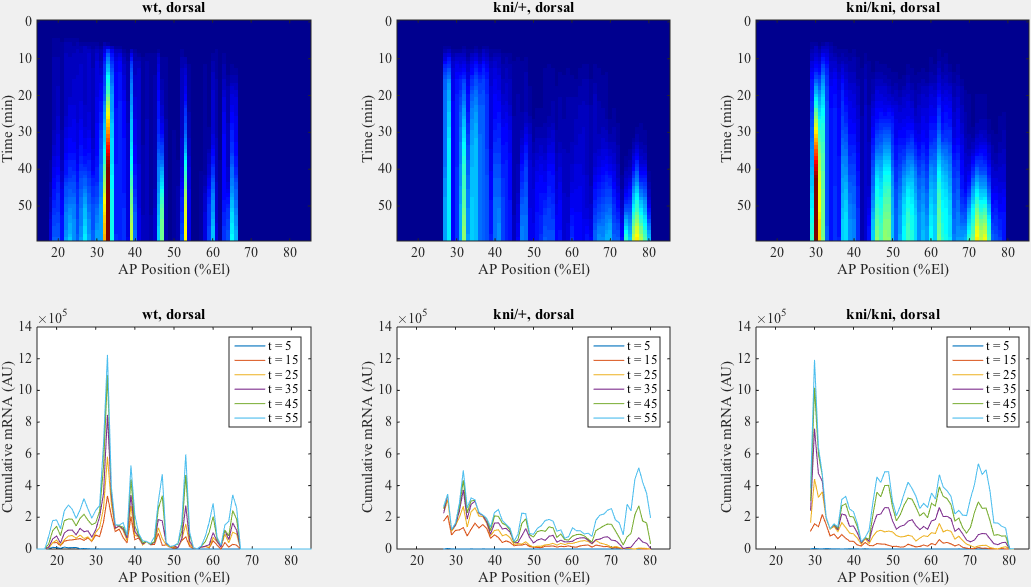 wt, dorsal
kni/+, dorsal
kni/kni, dorsal
0
10
20
30
40
50
Time (min)
20 30 40 50 60 70 80
AP Position (%El)
0
10
20
30
40
50
Time (min)
20 30 40 50 60 70 80
AP Position (%El)
0
10
20
30
40
50
Time (min)
20 30 40 50 60 70 80
AP Position (%El)
wt, dorsal
×10⁵
14
12
10
8
6
4
2
0
Cumulative mRNA (AU)
t = 5
t = 15
t = 25
t = 35
t = 45
t = 55
20 30 40 50 60 70 80
AP Position (%El)
kni/+, dorsal
×10⁵
14
12
10
8
6
4
2
0
Cumulative mRNA (AU)
t = 5
t = 15
t = 25
t = 35
t = 45
t = 55
20 30 40 50 60 70 80
AP Position (%El)
kni/kni, dorsal
×10⁵
14
12
10
8
6
4
2
0
Cumulative mRNA (AU)
t = 5
t = 15
t = 25
t = 35
t = 45
t = 55
20 30 40 50 60 70 80
AP Position (%El)